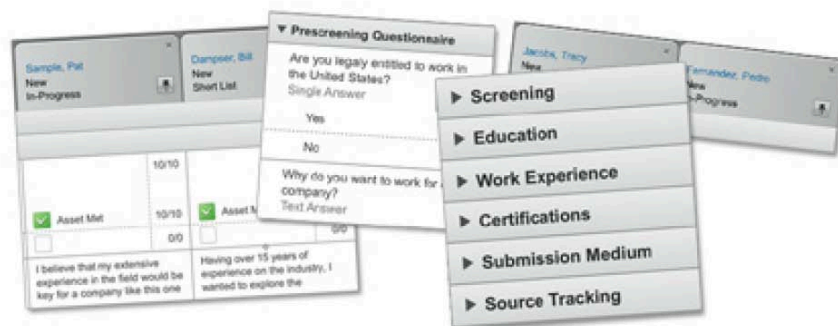 Sample, Pat
New
In-Progress
Dampser, Bill
New
Short List
10/10
Asset Met
10/10
0/0
Asset M
0/0
I believe that my extensive
experience in the field would be
key for a company like this one
Having over 15 years of
experience on the industry, I
wanted to explore the
Prescreening Questionnaire
Are you legaly entitled to work in
the United States?
Single Answer
Yes
No
Why do you want to work for
company?
Text Answer
Jacobs, Tracy
New
Fernandez, Pedro
New
In-Progress
Screening
Education
Work Experience
Certifications
Submission Medium
Source Tracking